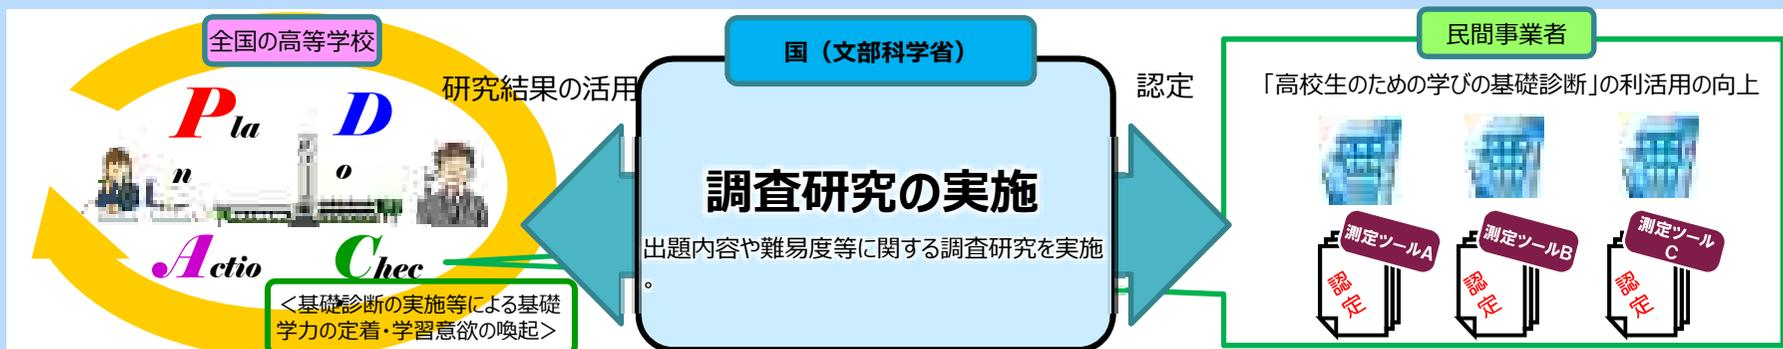 全国の高等学校
Pla
n
Do
Actio
Chec
<基礎診断の実施等による基礎
学力の定着・学習意欲の喚起>
研究結果の活用
国（文部科学省）
調査研究の実施
出題内容や難易度等に関する調査研究を実施
。
認定
民間事業者
「高校生のための学びの基礎診断」の利活用の向上
測定ツールA
認定
測定ツールB
認定
測定ツール
C
認定